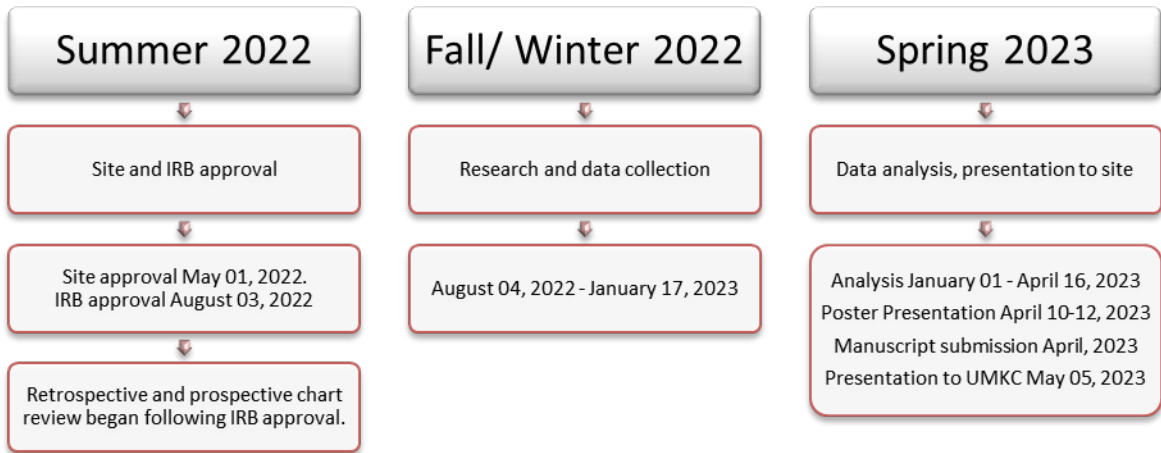 Summer 2022
Site and IRB approval
Site approval May 01, 2022.
IRB approval August 03, 2022
Retrospective and prospective chart
review began following IRB approval.
Fall/ Winter 2022
Research and data collection
August 04, 2022 - January 17, 2023
Spring 2023
Data analysis, presentation to site
Analysis January 01 - April 16, 2023
Poster Presentation April 10-12, 2023
Manuscript submission April, 2023
Presentation to UMKC May 05, 2023